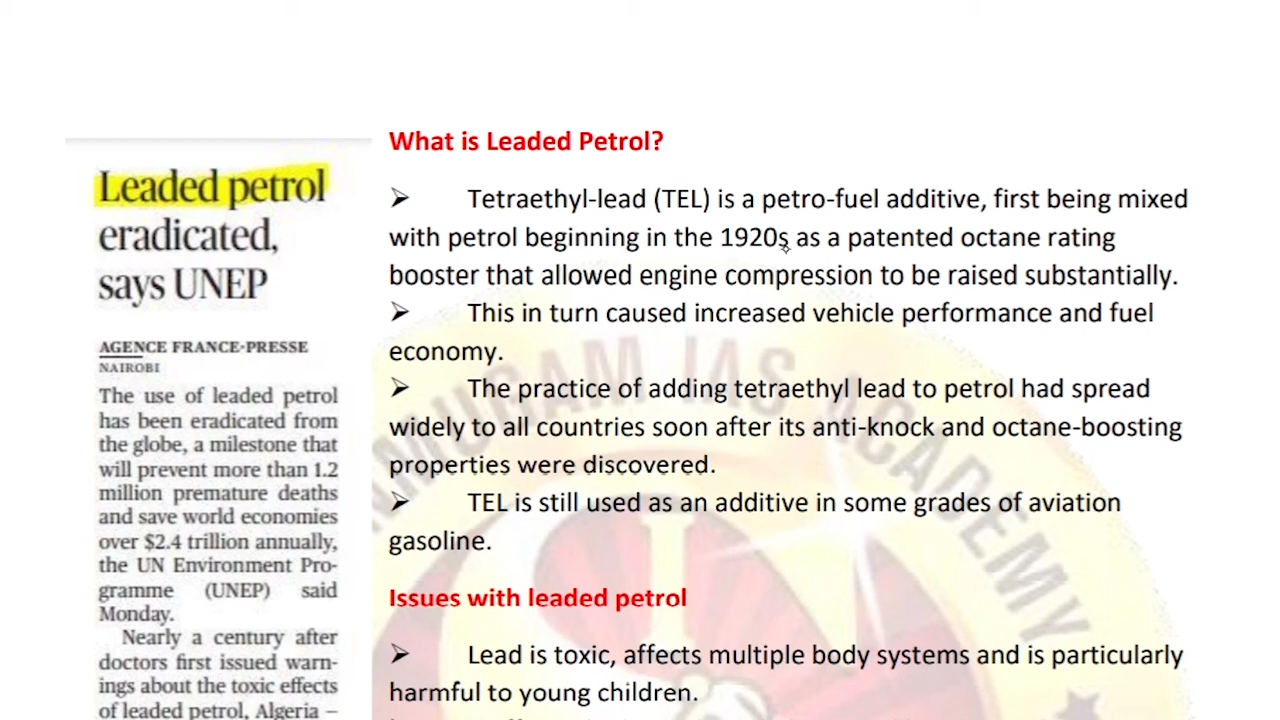 Leaded petrol
eradicated,
says UNEP
AGENCE FRANCE-PRESSE
NAIROBI
The use of leaded petrol
has been eradicated from
the globe, a milestone that
will prevent more than 1.2
million premature deaths
and save world economies
over $2.4 trillion annually,
the UN Environment Pro-
gramme (UNEP) said
Monday.
Nearly a century after
doctors first issued warn-
ings about the toxic effects
of leaded petrol, Algeria –
What is Leaded Petrol?
➢ Tetraethyl-lead (TEL) is a petro-fuel additive, first being mixed
with petrol beginning in the 1920s as a patented octane rating
booster that allowed engine compression to be raised substantially.
➢ This in turn caused increased vehicle performance and fuel
economy.
➢ The practice of adding tetraethyl lead to petrol had spread
widely to all countries soon after its anti-knock and octane-boosting
properties were discovered.
➢ TEL is still used as an additive in some grades of aviation
gasoline.
Issues with leaded petrol
➢ Lead is toxic, affects multiple body systems and is particularly
harmful to young children.
IAS ACADEMY